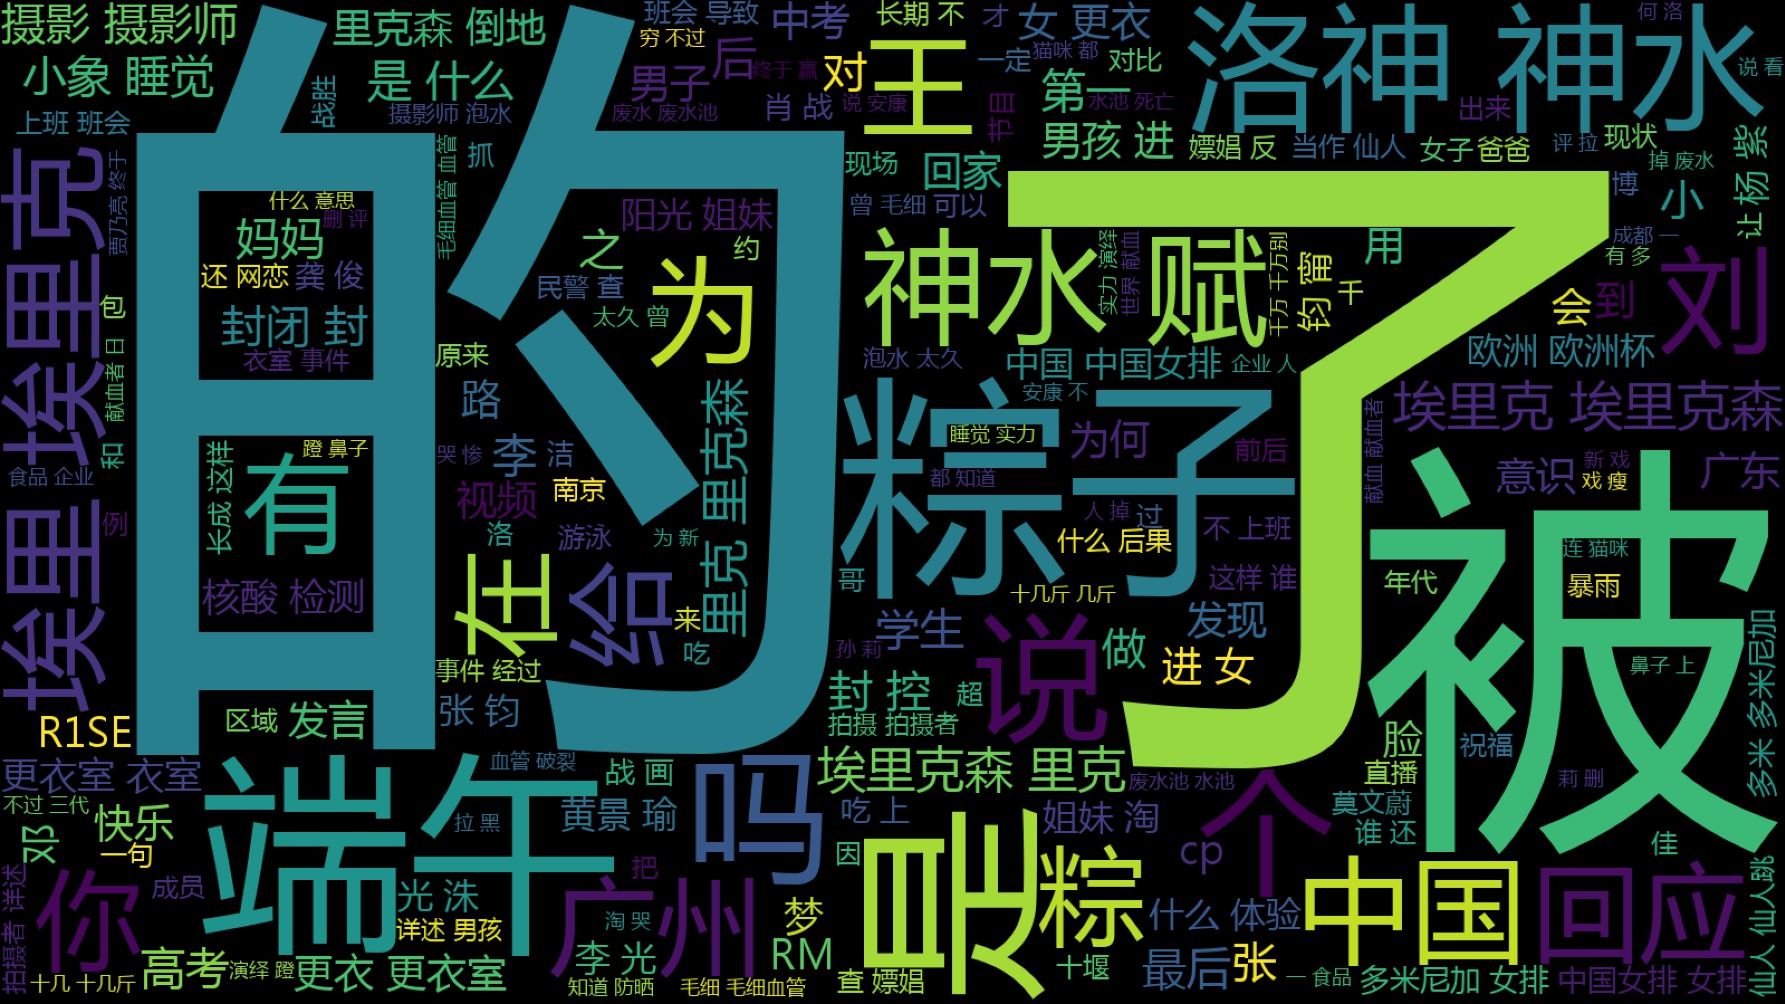 摄影 摄影师
里克森 倒地
班会 导致
中考
长期 不
才
女 更衣
洛神 神水
何 洛
小象 睡觉
是 什么
战胜
穷 不过
男子
后
终于 赢
对
王
一定
猫咪 都
对比
说 看
上班 班会
摄影师 泡水
废水 废水池
肖 战
说 安康
节目
第一
水池 死亡
出来
埃里克
贾乃亮 终于
毛细血管 血管
抓
现场
回家
男孩 进
嫖娼 反
当作 仙人
女子
爸爸
评 拉
现状
掉 废水
让 杨 紫
的
什么 意思
删 评
妈妈
阳光 姐妹
曾 毛细
可以
了
博
小
之
约
还 网恋
龚 俊
民警 查
为
神水
实力 演绎
世界 献血
赋
千万 千万别
钧 甯
千
用
成都 一
有 多
包
封闭 封
太久 曾
会
到
刘
衣室 事件
原来
泡水 太久
中国 中国女排
企业 人
欧洲 欧洲杯
献血者 日
和
路
里克 里克森
粽子
安康 不
为何
前后
献血 献血者
埃里克 埃里克森
睡觉 实力
食品 企业
长成 这样
有
蹬 鼻子
哭 惨
李
洁
视频
南京
都 知道
人 掉
过
意识
新 戏
戏 瘦
广东
被
埃里
例
洛
游泳
为 新
什么 后果
不 上班
连 猫咪
核酸 检测
在
给
来
吃
哥
十几斤 几斤
这样 谁
年代
暴雨
学生
孙 莉
说
做
发现
进 女
鼻子 上
多米 多米尼加
事件 经过
封 控
超
R1SE
区域
发言
张 钧
拍摄 拍摄者
脸
祝福
更衣室 衣室
端午
血管 破裂
战 画
吗
埃里克森 里克
废水池 水池
个
直播
莉 删
不过 三代
邓
快乐
一句
拉 黑
黄景 瑜
吃 上
姐妹 淘
莫文蔚
谁 还
因
是
粽
cp
佳
拍摄者 详述
你
成员
光 洙
详述 男孩
把
广州
淘 哭
梦
RM
什么 体验
中国
回应
仙人 仙人跳
十几 十几斤
高考
演绎 蹬
更衣 更衣室
李 光
知道 防晒
毛细 毛细血管
查 嫖娼
十堰
最后
张
一 食品
多米尼加 女排
中国女排 女排